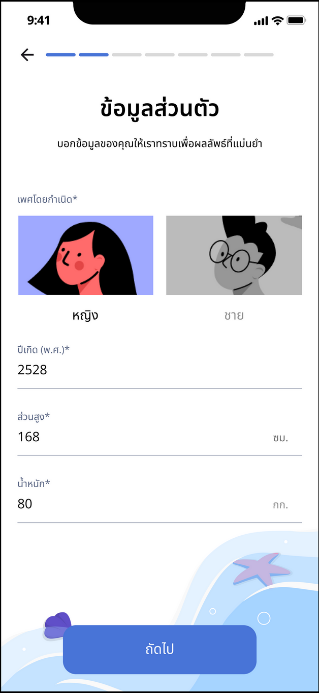 9:41
ข้อมูลส่วนตัว
บอกข้อมูลของคุณให้เราทราบเพื่อผลลัพธ์ที่แม่นยำ
เพศโดยกำเนิด*
หญิง ชาย
ปีเกิด (พ.ศ.)*
2528
ส่วนสูง*
168 ซม.
น้ำหนัก*
80 กก.
ถัดไป